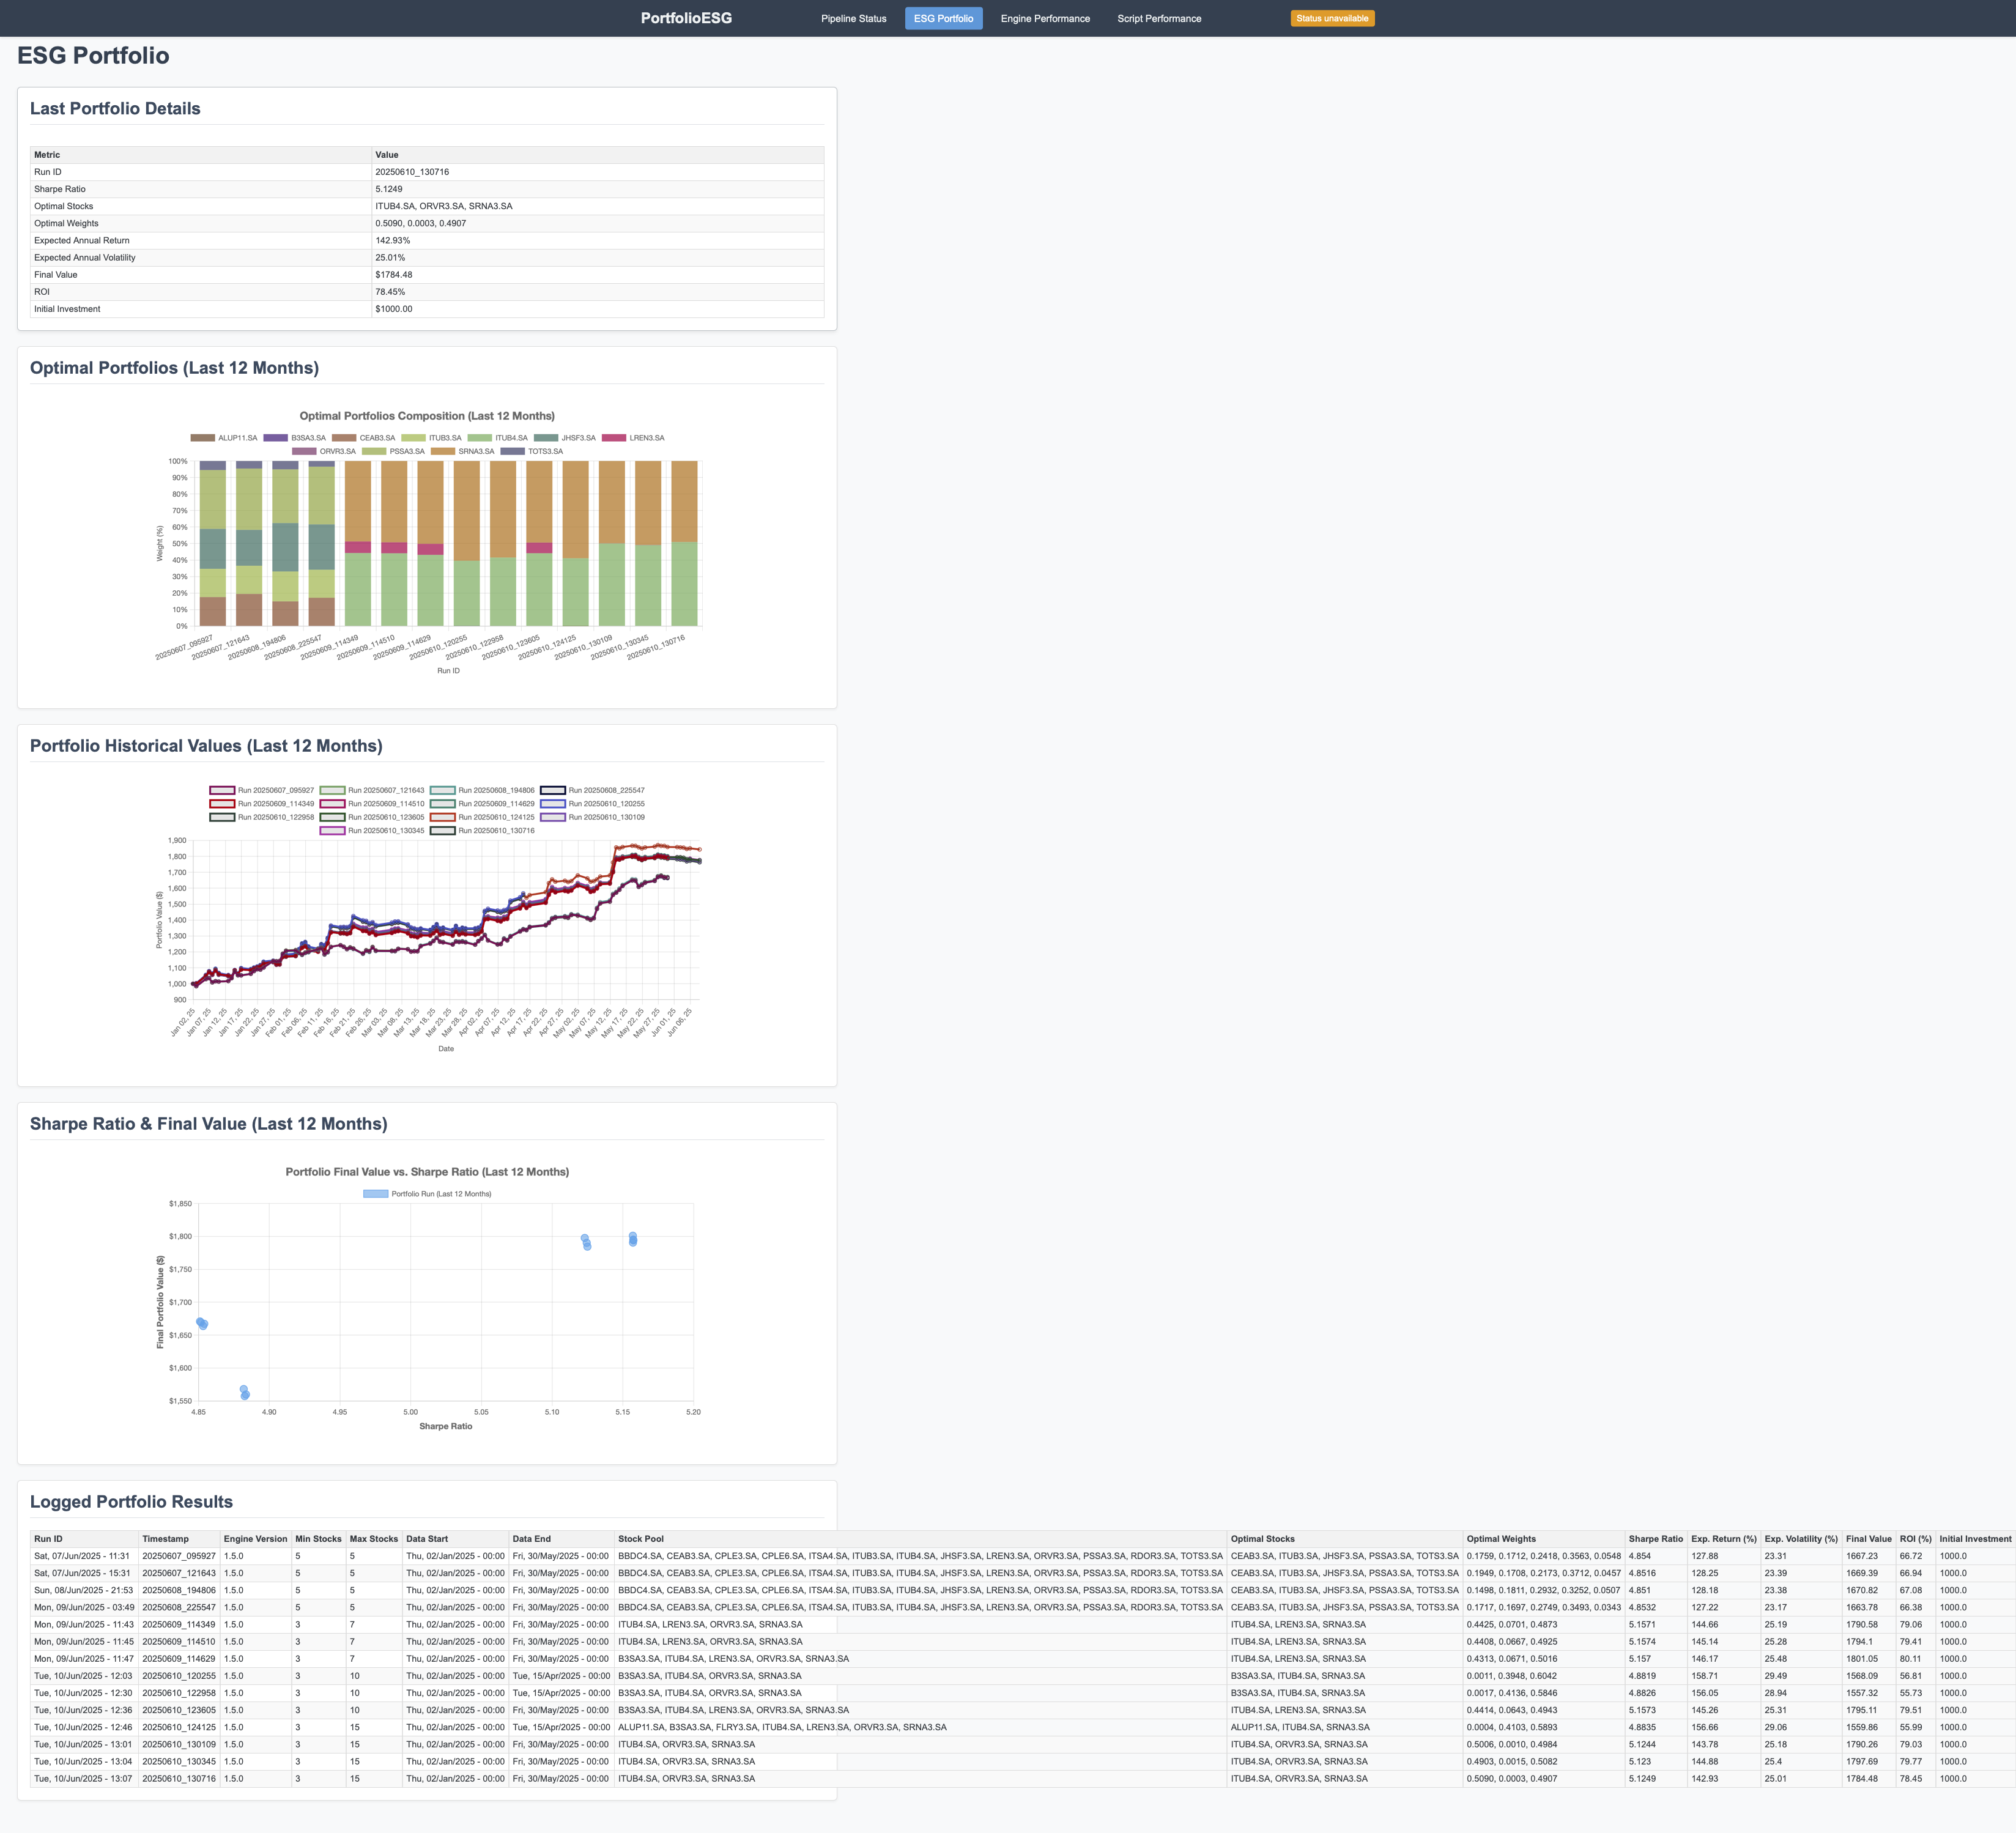 PortfolioESG Pipeline Status ESG Portfolio Engine Performance Script Performance Status unavailable
ESG Portfolio
Last Portfolio Details
Metric Value
Run ID 20250610_130716
Sharpe Ratio 5.1249
Optimal Stocks ITUB4.SA, ORVR3.SA, SRNA3.SA
Optimal Weights 0.5090, 0.0003, 0.4907
Expected Annual Return 142.93%
Expected Annual Volatility 25.01%
Final Value $1784.48
ROI 78.45%
Initial Investment $1000.00
Optimal Portfolios (Last 12 Months)
Optimal Portfolios Composition (Last 12 Months)
ALUP11.SA B3SA3.SA CEAB3.SA ITUB3.SA ITUB4.SA JHSF3.SA LREN3.SA
ORVR3.SA PSSA3.SA SRNA3.SA TOTS3.SA
100%
90%
80%
70%
60%
50%
40%
30%
20%
10%
0%
Weight (%)
20250607_095927 20250607_121643 20250608_194806 20250608_225547 20250609_114349 20250609_114510 20250609_114629 20250610_120255 20250610_122958 20250610_123605 20250610_124125 20250610_130109 20250610_130345 20250610_130716
Run ID
Portfolio Historical Values (Last 12 Months)
Run 20250607_095927 Run 20250607_121643 Run 20250608_194806 Run 20250608_225547
Run 20250609_114349 Run 20250609_114510 Run 20250609_114629 Run 20250610_120255
Run 20250610_122958 Run 20250610_123605 Run 20250610_124125 Run 20250610_130109
Run 20250610_130345 Run 20250610_130716
1,900
1,800
1,700
1,600
1,500
1,400
1,300
1,200
1,100
1,000
900
Portfolio Value ($)
Jan 02, 25 Jan 07, 25 Jan 12, 25 Jan 17, 25 Jan 22, 25 Jan 27, 25 Feb 01, 25 Feb 06, 25 Feb 11, 25 Feb 16, 25 Feb 21, 25 Feb 26, 25 Mar 03, 25 Mar 08, 25 Mar 13, 25 Mar 18, 25 Mar 23, 25 Mar 28, 25 Apr 02, 25 Apr 07, 25 Apr 12, 25 Apr 17, 25 Apr 22, 25 Apr 27, 25 May 02, 25 May 07, 25 May 12, 25 May 17, 25 May 22, 25 May 27, 25 Jun 01, 25 Jun 06, 25
Date
Sharpe Ratio & Final Value (Last 12 Months)
Portfolio Final Value vs. Sharpe Ratio (Last 12 Months)
Portfolio Run (Last 12 Months)
$1,850
$1,800
$1,750
$1,700
$1,650
$1,600
$1,550
Final Portfolio Value ($)
4.85 4.90 4.95 5.00 5.05 5.10 5.15 5.20
Sharpe Ratio
Logged Portfolio Results
Run ID Timestamp Engine Version Min Stocks Max Stocks Data Start Data End Stock Pool Optimal Stocks Optimal Weights Sharpe Ratio Exp. Return (%) Exp. Volatility (%) Final Value ROI (%) Initial Investment
Sat, 07/Jun/2025 - 11:31 20250607_095927 1.5.0 5 5 Thu, 02/Jan/2025 - 00:00 Fri, 30/May/2025 - 00:00 BBDC4.SA, CEAB3.SA, CPLE3.SA, CPLE6.SA, ITSA4.SA, ITUB3.SA, ITUB4.SA, JHSF3.SA, LREN3.SA, ORVR3.SA, PSSA3.SA, RDOR3.SA, TOTS3.SA CEAB3.SA, ITUB3.SA, JHSF3.SA, PSSA3.SA, TOTS3.SA 0.1759, 0.1712, 0.2418, 0.3563, 0.0548 4.854 127.88 23.31 1667.23 66.72 1000.0
Sat, 07/Jun/2025 - 15:31 20250607_121643 1.5.0 5 5 Thu, 02/Jan/2025 - 00:00 Fri, 30/May/2025 - 00:00 BBDC4.SA, CEAB3.SA, CPLE3.SA, CPLE6.SA, ITSA4.SA, ITUB3.SA, ITUB4.SA, JHSF3.SA, LREN3.SA, ORVR3.SA, PSSA3.SA, RDOR3.SA, TOTS3.SA CEAB3.SA, ITUB3.SA, JHSF3.SA, PSSA3.SA, TOTS3.SA 0.1949, 0.1708, 0.2173, 0.3712, 0.0457 4.8516 128.25 23.39 1669.39 66.94 1000.0
Sun, 08/Jun/2025 - 21:53 20250608_194806 1.5.0 5 5 Thu, 02/Jan/2025 - 00:00 Fri, 30/May/2025 - 00:00 BBDC4.SA, CEAB3.SA, CPLE3.SA, CPLE6.SA, ITSA4.SA, ITUB3.SA, ITUB4.SA, JHSF3.SA, LREN3.SA, ORVR3.SA, PSSA3.SA, RDOR3.SA, TOTS3.SA CEAB3.SA, ITUB3.SA, JHSF3.SA, PSSA3.SA, TOTS3.SA 0.1498, 0.1811, 0.2932, 0.3252, 0.0507 4.851 128.18 23.38 1670.82 67.08 1000.0
Mon, 09/Jun/2025 - 03:49 20250608_225547 1.5.0 5 5 Thu, 02/Jan/2025 - 00:00 Fri, 30/May/2025 - 00:00 BBDC4.SA, CEAB3.SA, CPLE3.SA, CPLE6.SA, ITSA4.SA, ITUB3.SA, ITUB4.SA, JHSF3.SA, LREN3.SA, ORVR3.SA, PSSA3.SA, RDOR3.SA, TOTS3.SA CEAB3.SA, ITUB3.SA, JHSF3.SA, PSSA3.SA, TOTS3.SA 0.1717, 0.1697, 0.2749, 0.3493, 0.0343 4.8532 127.22 23.17 1663.78 66.38 1000.0
Mon, 09/Jun/2025 - 11:43 20250609_114349 1.5.0 3 7 Thu, 02/Jan/2025 - 00:00 Fri, 30/May/2025 - 00:00 ITUB4.SA, LREN3.SA, ORVR3.SA, SRNA3.SA ITUB4.SA, LREN3.SA, SRNA3.SA 0.4425, 0.0701, 0.4873 5.1571 144.66 25.19 1790.58 79.06 1000.0
Mon, 09/Jun/2025 - 11:45 20250609_114510 1.5.0 3 7 Thu, 02/Jan/2025 - 00:00 Fri, 30/May/2025 - 00:00 ITUB4.SA, LREN3.SA, ORVR3.SA, SRNA3.SA ITUB4.SA, LREN3.SA, SRNA3.SA 0.4408, 0.0667, 0.4925 5.1574 145.14 25.28 1794.1 79.41 1000.0
Mon, 09/Jun/2025 - 11:47 20250609_114629 1.5.0 3 7 Thu, 02/Jan/2025 - 00:00 Fri, 30/May/2025 - 00:00 B3SA3.SA, ITUB4.SA, LREN3.SA, ORVR3.SA, SRNA3.SA ITUB4.SA, LREN3.SA, SRNA3.SA 0.4313, 0.0671, 0.5016 5.157 146.17 25.48 1801.05 80.11 1000.0
Tue, 10/Jun/2025 - 12:03 20250610_120255 1.5.0 3 10 Thu, 02/Jan/2025 - 00:00 Tue, 15/Apr/2025 - 00:00 B3SA3.SA, ITUB4.SA, ORVR3.SA, SRNA3.SA B3SA3.SA, ITUB4.SA, SRNA3.SA 0.0011, 0.3948, 0.6042 4.8819 158.71 29.49 1568.09 56.81 1000.0
Tue, 10/Jun/2025 - 12:30 20250610_122958 1.5.0 3 10 Thu, 02/Jan/2025 - 00:00 Tue, 15/Apr/2025 - 00:00 B3SA3.SA, ITUB4.SA, ORVR3.SA, SRNA3.SA B3SA3.SA, ITUB4.SA, SRNA3.SA 0.0017, 0.4136, 0.5846 4.8826 156.05 28.94 1557.32 55.73 1000.0
Tue, 10/Jun/2025 - 12:36 20250610_123605 1.5.0 3 10 Thu, 02/Jan/2025 - 00:00 Fri, 30/May/2025 - 00:00 B3SA3.SA, ITUB4.SA, LREN3.SA, ORVR3.SA, SRNA3.SA ITUB4.SA, LREN3.SA, SRNA3.SA 0.4414, 0.0643, 0.4943 5.1573 145.26 25.31 1795.11 79.51 1000.0
Tue, 10/Jun/2025 - 12:46 20250610_124125 1.5.0 3 15 Thu, 02/Jan/2025 - 00:00 Tue, 15/Apr/2025 - 00:00 ALUP11.SA, B3SA3.SA, FLRY3.SA, ITUB4.SA, LREN3.SA, ORVR3.SA, SRNA3.SA ALUP11.SA, ITUB4.SA, SRNA3.SA 0.0004, 0.4103, 0.5893 4.8835 156.66 29.06 1559.86 55.99 1000.0
Tue, 10/Jun/2025 - 13:01 20250610_130109 1.5.0 3 15 Thu, 02/Jan/2025 - 00:00 Fri, 30/May/2025 - 00:00 ITUB4.SA, ORVR3.SA, SRNA3.SA ITUB4.SA, ORVR3.SA, SRNA3.SA 0.5006, 0.0010, 0.4984 5.1244 143.78 25.18 1790.26 79.03 1000.0
Tue, 10/Jun/2025 - 13:04 20250610_130345 1.5.0 3 15 Thu, 02/Jan/2025 - 00:00 Fri, 30/May/2025 - 00:00 ITUB4.SA, ORVR3.SA, SRNA3.SA ITUB4.SA, ORVR3.SA, SRNA3.SA 0.4903, 0.0015, 0.5082 5.123 144.88 25.4 1797.69 79.77 1000.0
Tue, 10/Jun/2025 - 13:07 20250610_130716 1.5.0 3 15 Thu, 02/Jan/2025 - 00:00 Fri, 30/May/2025 - 00:00 ITUB4.SA, ORVR3.SA, SRNA3.SA ITUB4.SA, ORVR3.SA, SRNA3.SA 0.5090, 0.0003, 0.4907 5.1249 142.93 25.01 1784.48 78.45 1000.0